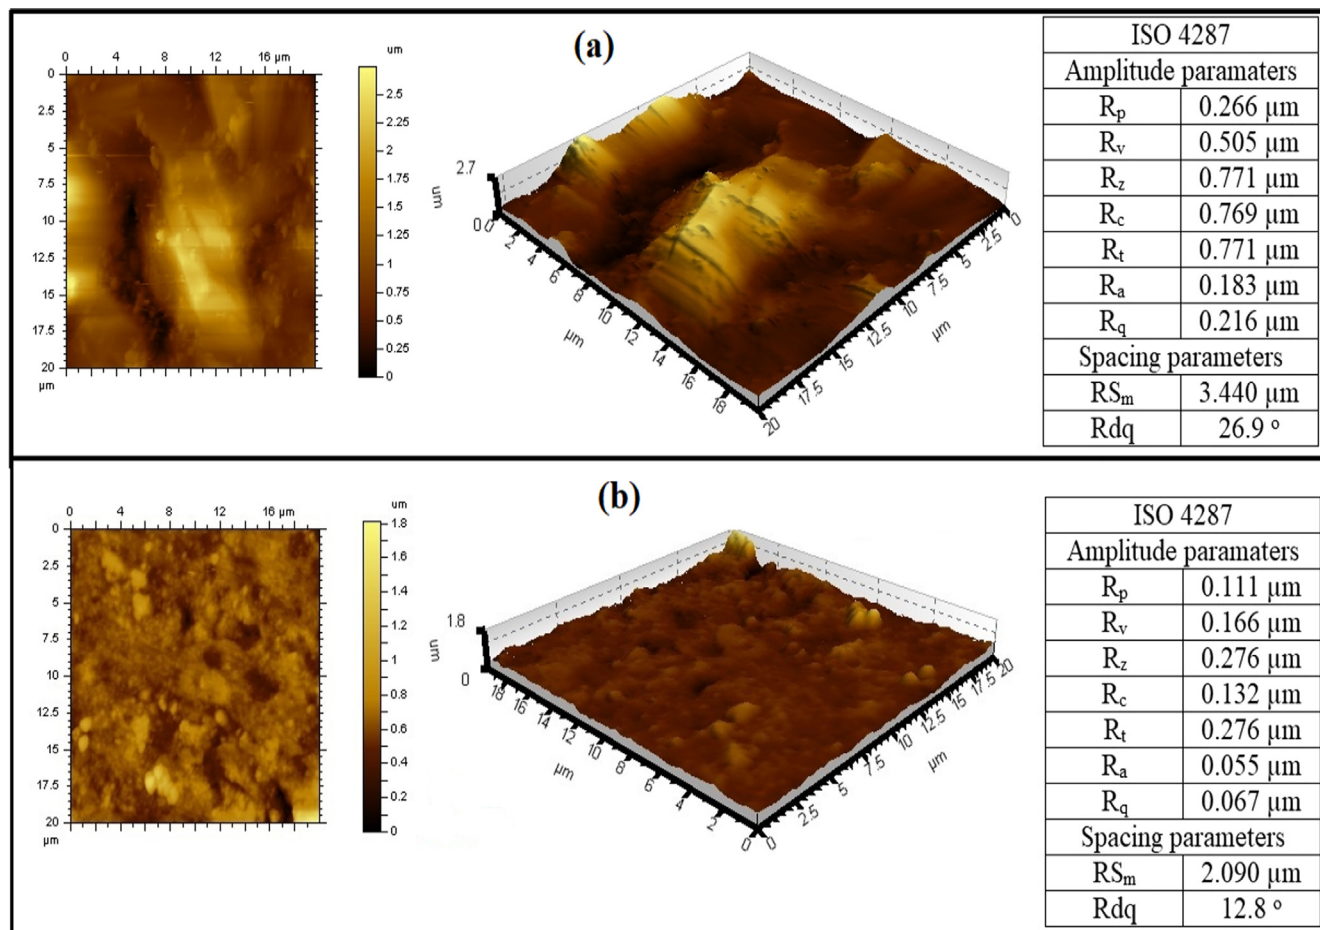 (a)
0 4 8 12 16 µm
0
2.5
5
7.5
10
12.5
15
17.5
20
µm
um
2.5
2.25
2
1.75
1.5
1.25
1
0.75
0.5
0.25
0
2.7
um
0
0 2 4 6 8 10 12 14 16 18
µm
0 2.5 5 7.5 10 12.5 15 17.5 20
µm
ISO 4287
Amplitude paramaters
Rp 0.266 µm
Rv 0.505 µm
Rz 0.771 µm
Rc 0.769 µm
Rt 0.771 µm
Ra 0.183 µm
Rq 0.216 µm
Spacing parameters
RSm 3.440 µm
Rdq 26.9 º
(b)
0 4 8 12 16 µm
0
2.5
5
7.5
10
12.5
15
17.5
20
µm
um
1.8
1.6
1.4
1.2
1
0.8
0.6
0.4
0.2
0
1.8
um
0
18 16 14 12 10 8 6 4 2 0
µm
0 2.5 5 7.5 10 12.5 15 17.5 20
µm
ISO 4287
Amplitude paramaters
Rp 0.111 µm
Rv 0.166 µm
Rz 0.276 µm
Rc 0.132 µm
Rt 0.276 µm
Ra 0.055 µm
Rq 0.067 µm
Spacing parameters
RSm 2.090 µm
Rdq 12.8 º